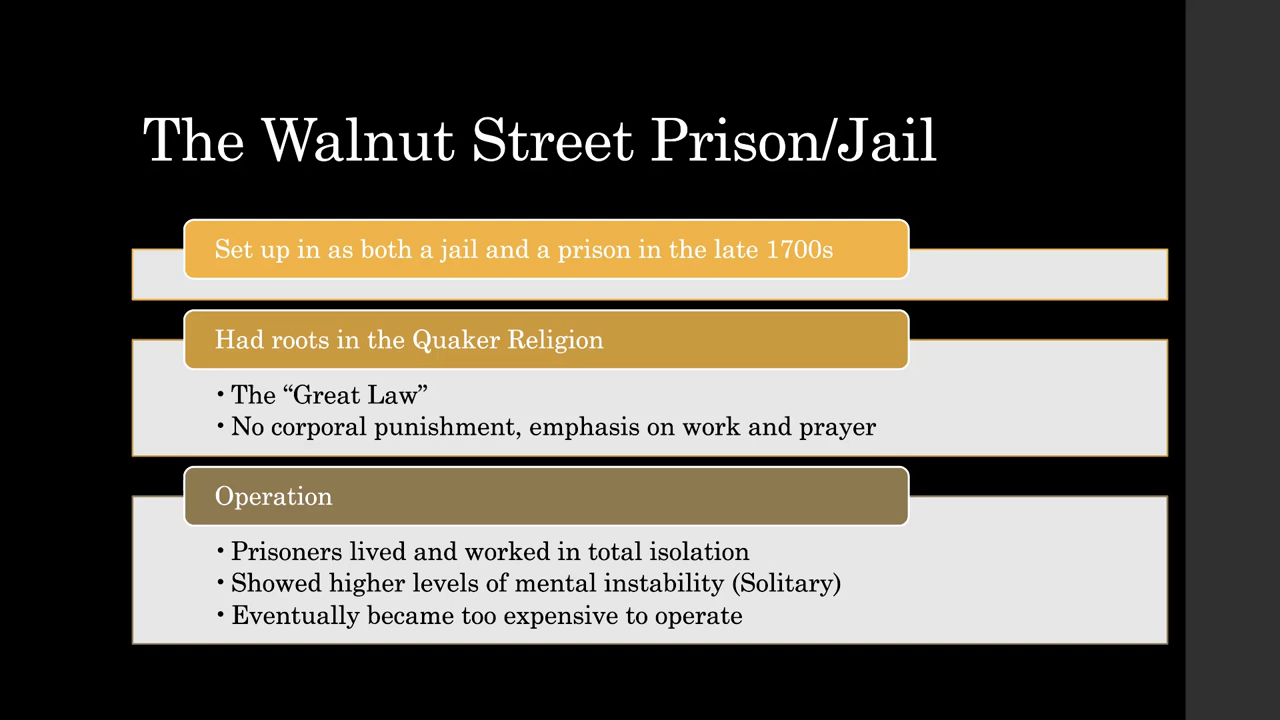 The Walnut Street Prison/Jail
Set up in as both a jail and a prison in the late 1700s
Had roots in the Quaker Religion
• The “Great Law”
• No corporal punishment, emphasis on work and prayer
Operation
• Prisoners lived and worked in total isolation
• Showed higher levels of mental instability (Solitary)
• Eventually became too expensive to operate